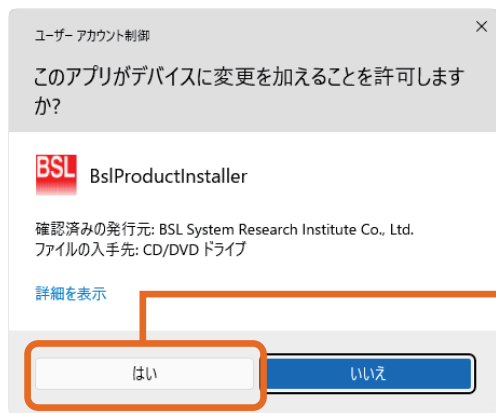 ユーザー アカウント制御
このアプリがデバイスに変更を加えることを許可します
か?
BSL
BslProductInstaller
確認済みの発行元: BSL System Research Institute Co., Ltd.
ファイルの入手先: CD/DVD ドライブ
詳細を表示
はい
いいえ